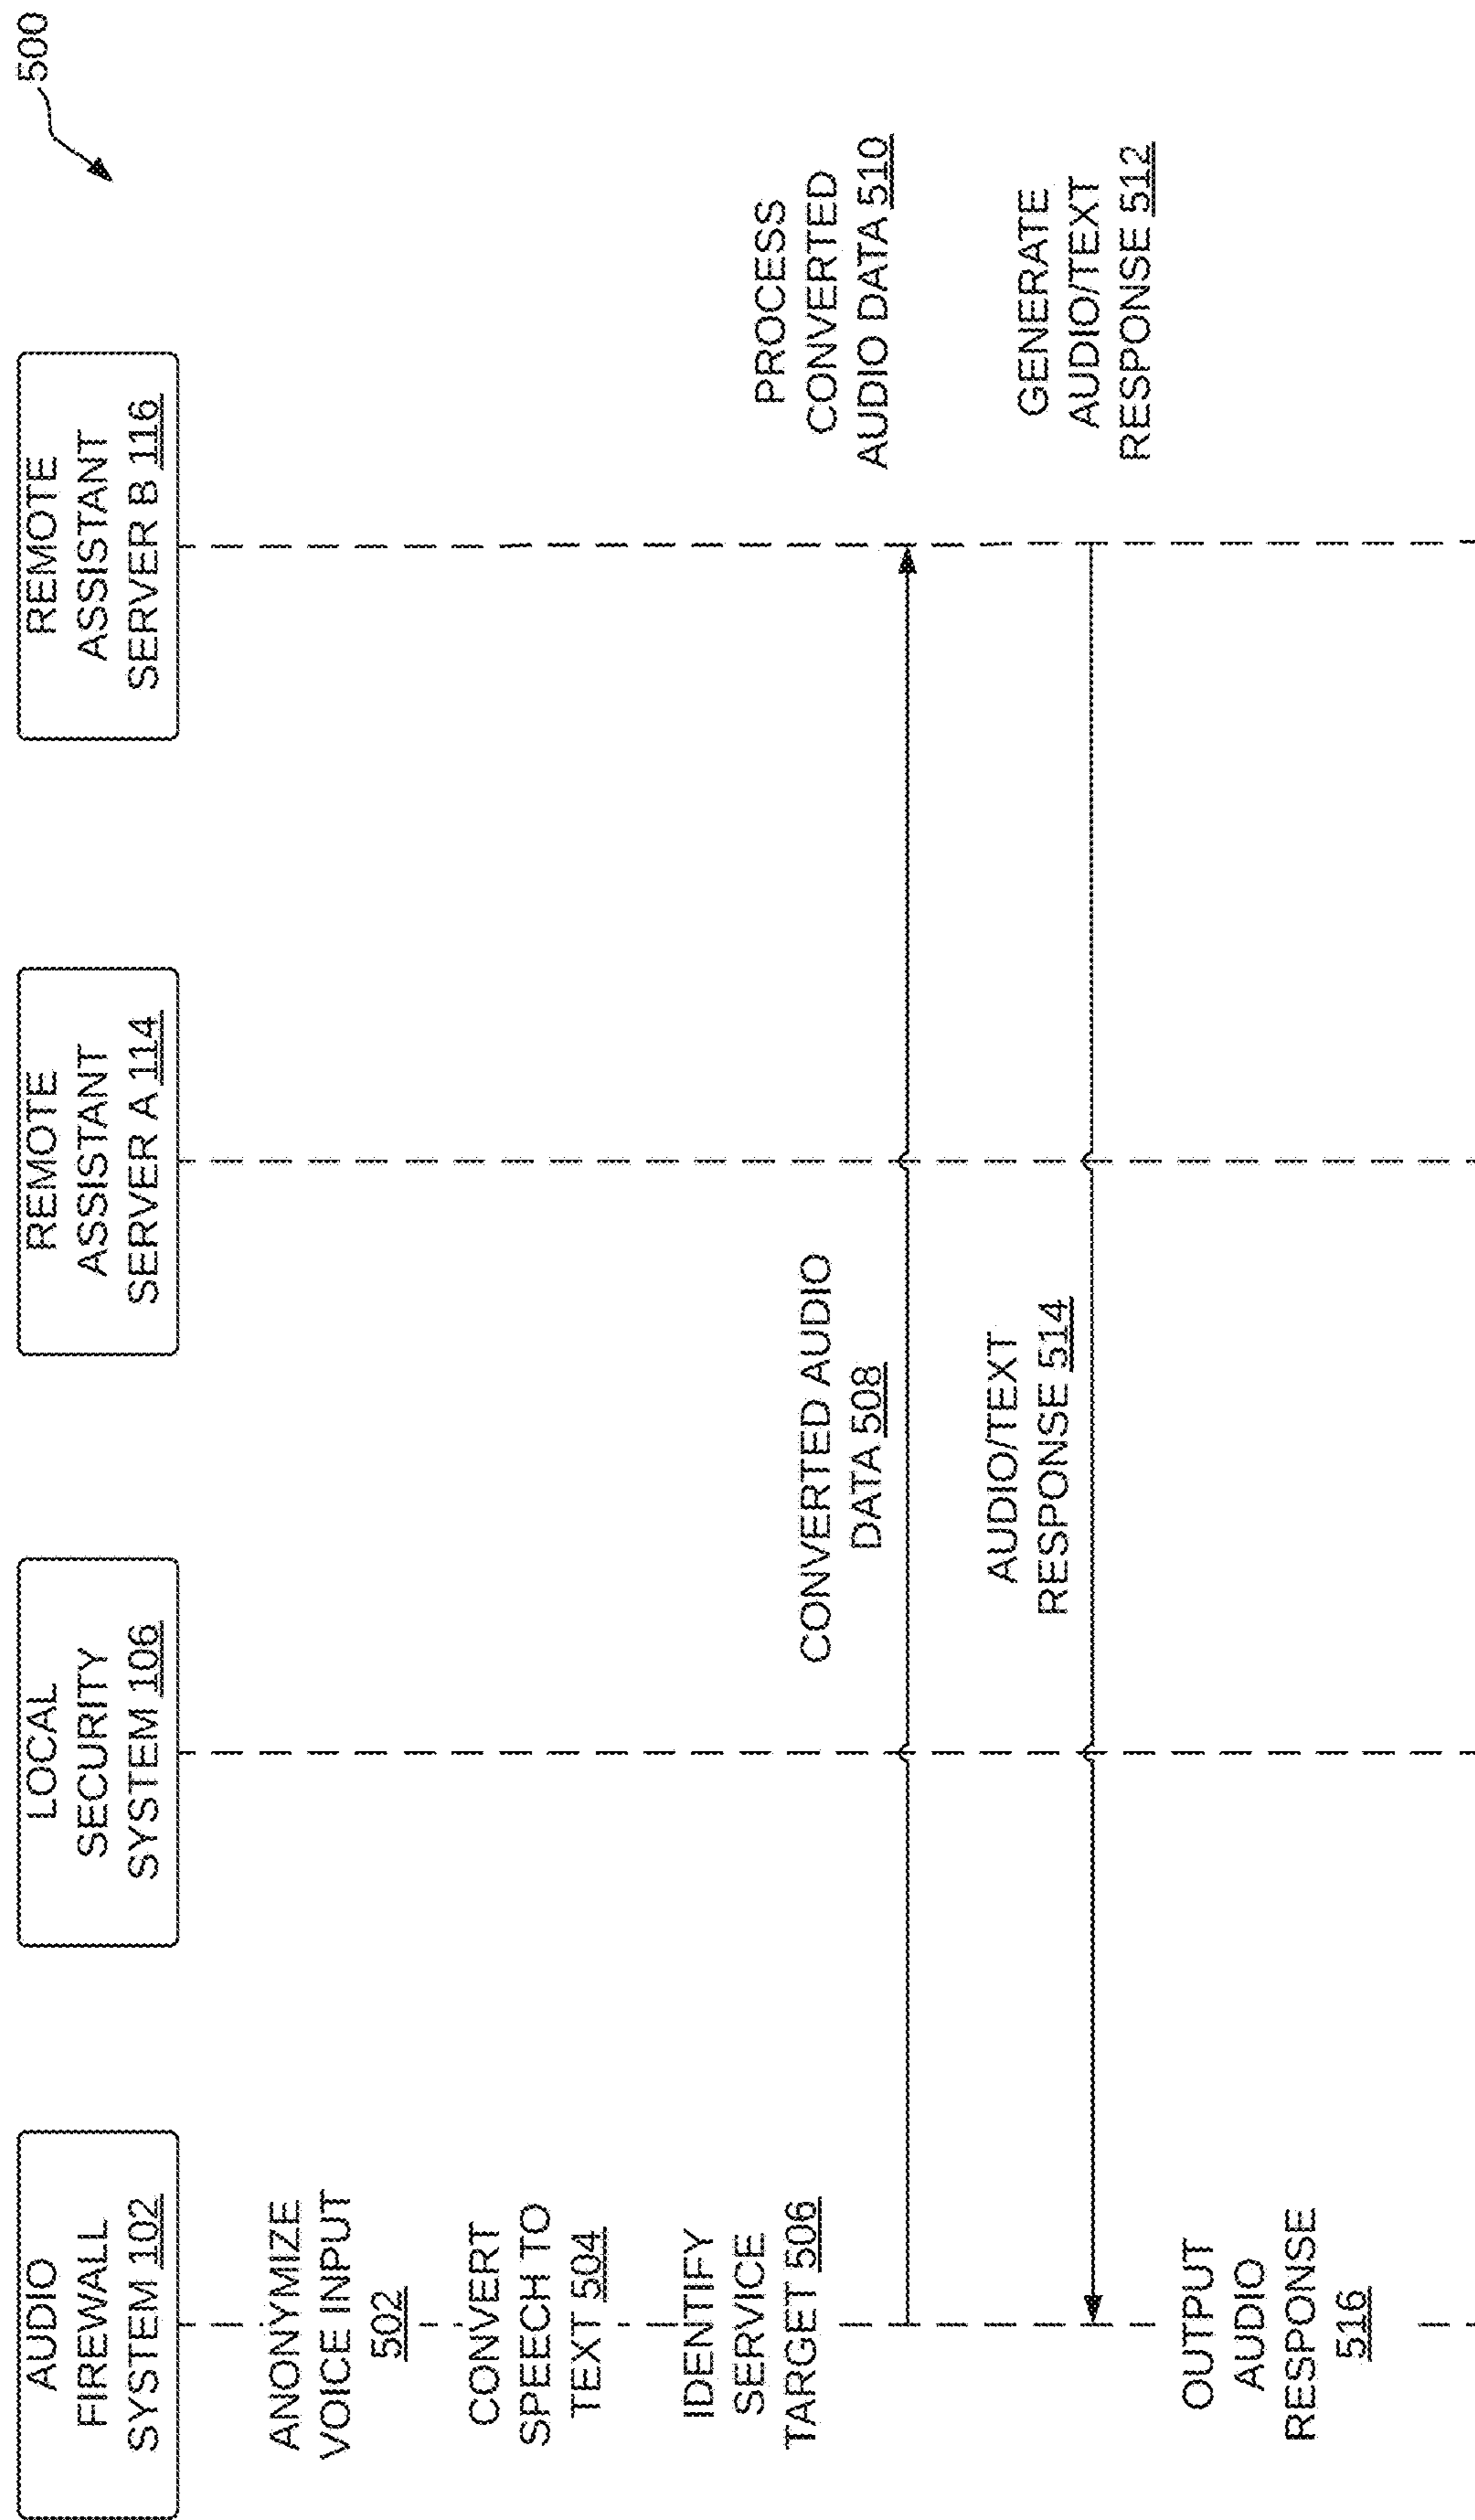 500
AUDIO
FIREWALL
SYSTEM 102
LOCAL
SECURITY
SYSTEM 106
REMOTE
ASSISTANT
SERVER A 114
REMOTE
ASSISTANT
SERVER B 116
ANONYMIZE
VOICE INPUT
502
CONVERT
SPEECH TO
TEXT 504
IDENTIFY
SERVICE
TARGET 506
CONVERTED AUDIO
DATA 508
PROCESS
CONVERTED
AUDIO DATA 510
GENERATE
AUDIO/TEXT
RESPONSE 512
AUDIO/TEXT
RESPONSE 514
OUTPUT
AUDIO
RESPONSE
516